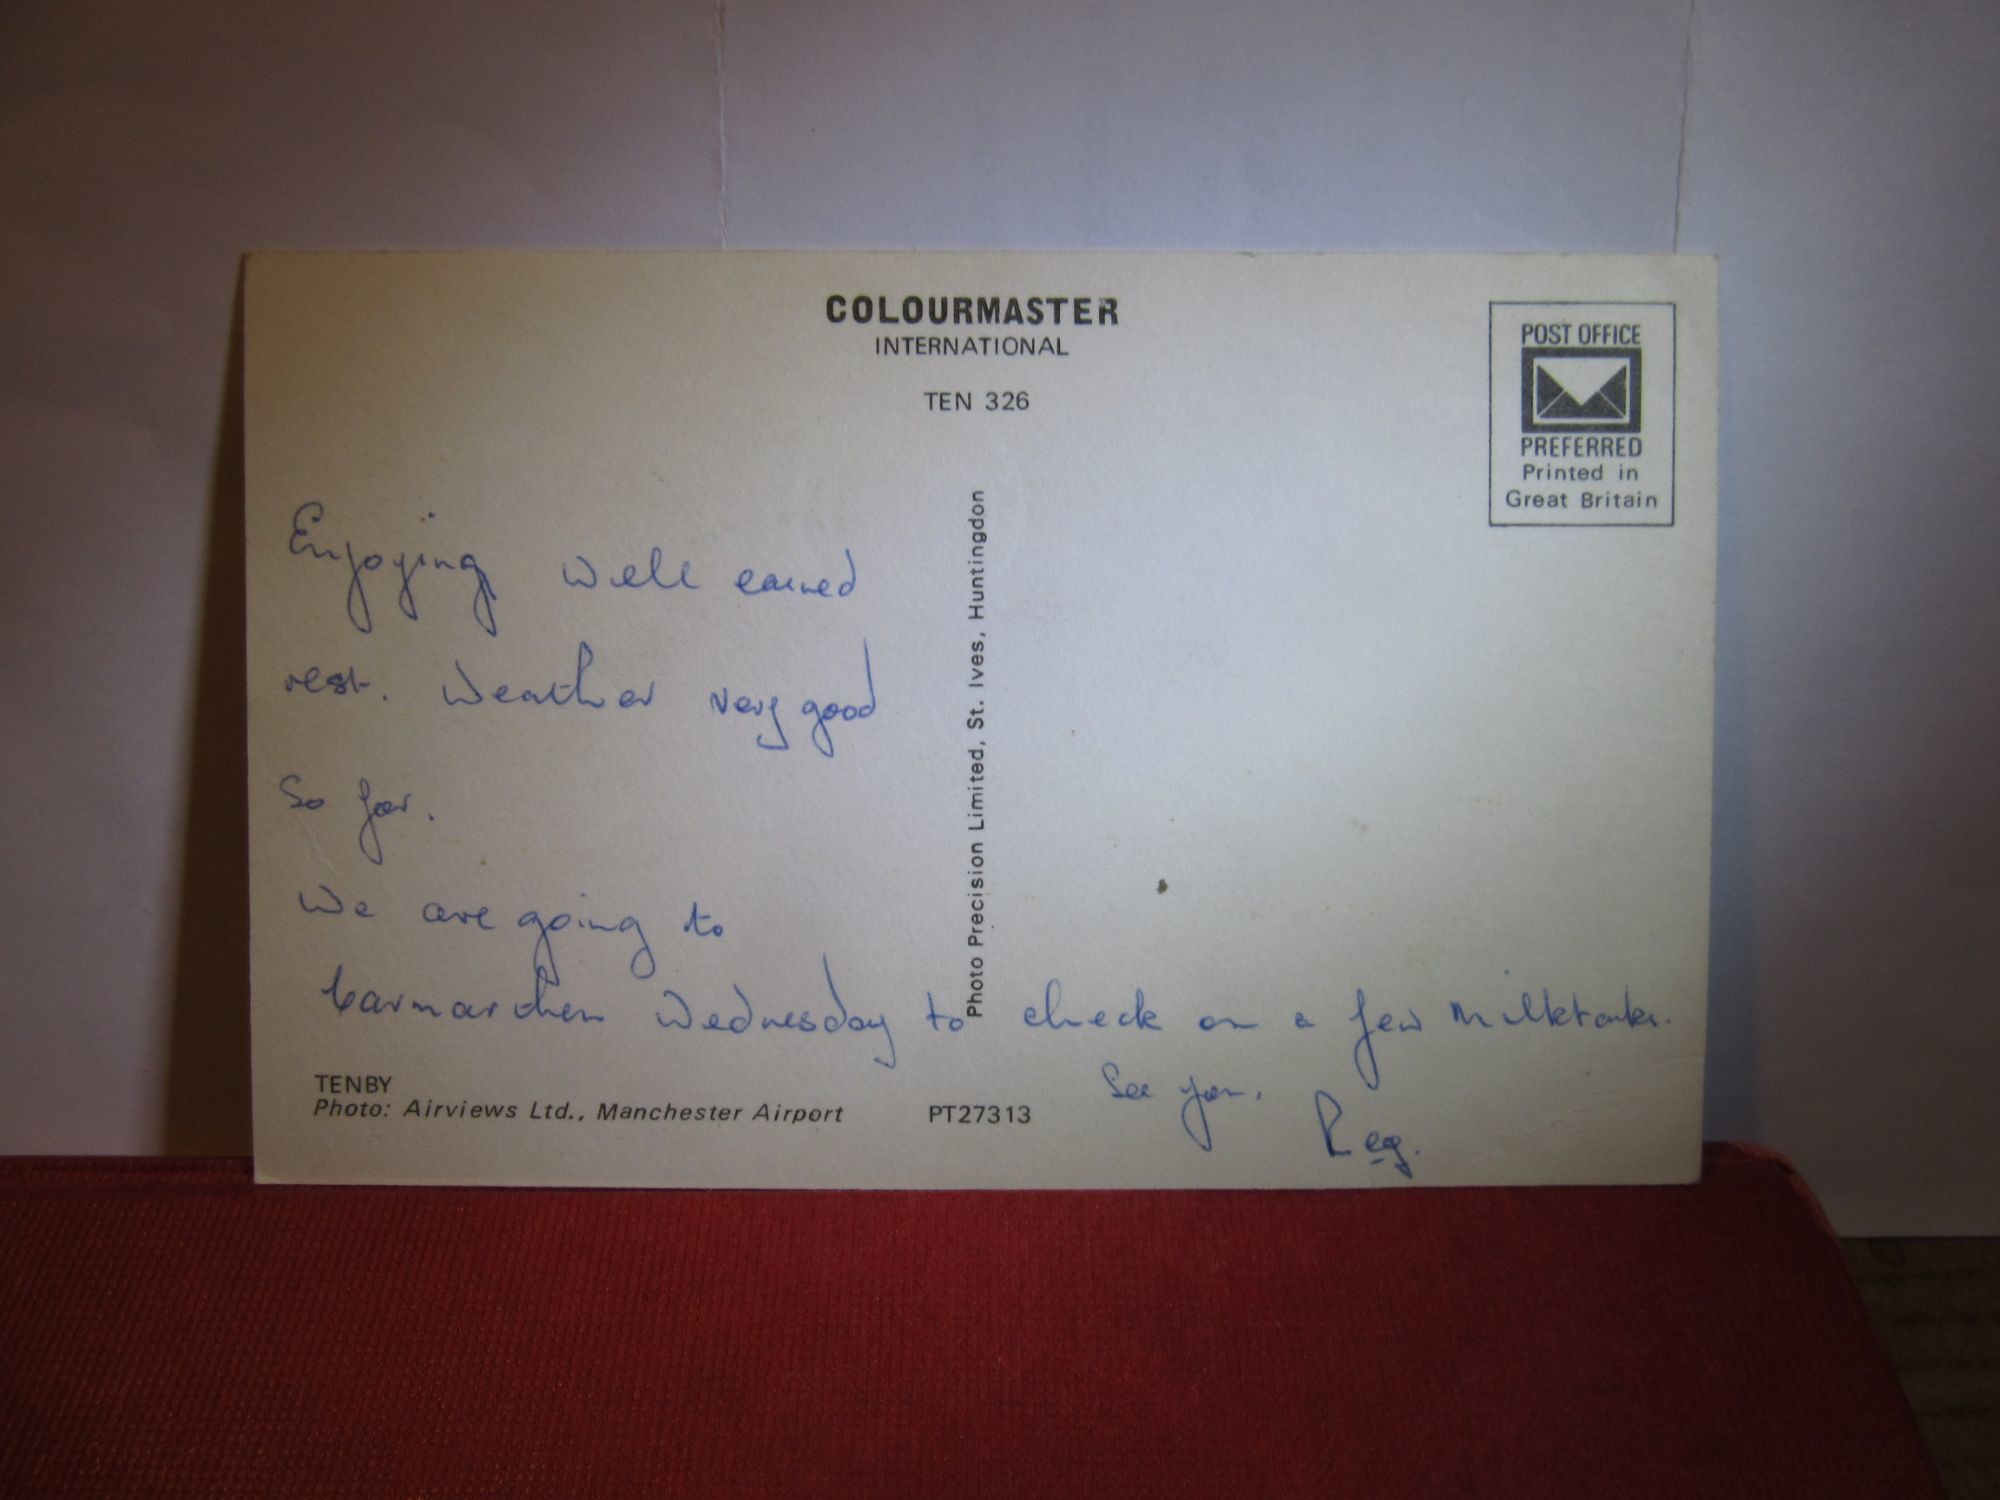 COLOURMASTER
INTERNATIONAL
TEN 326
POST OFFICE
PREFERRED
Printed in
Great Britain
Enjoying well earned
rest. Weather very good
So far.
We are going to
Carmarthen Wednesday to check on a few Milktanks.
See you.
Reg.
Photo Precision Limited, St. Ives, Huntingdon
TENBY
Photo: Airviews Ltd., Manchester Airport PT27313